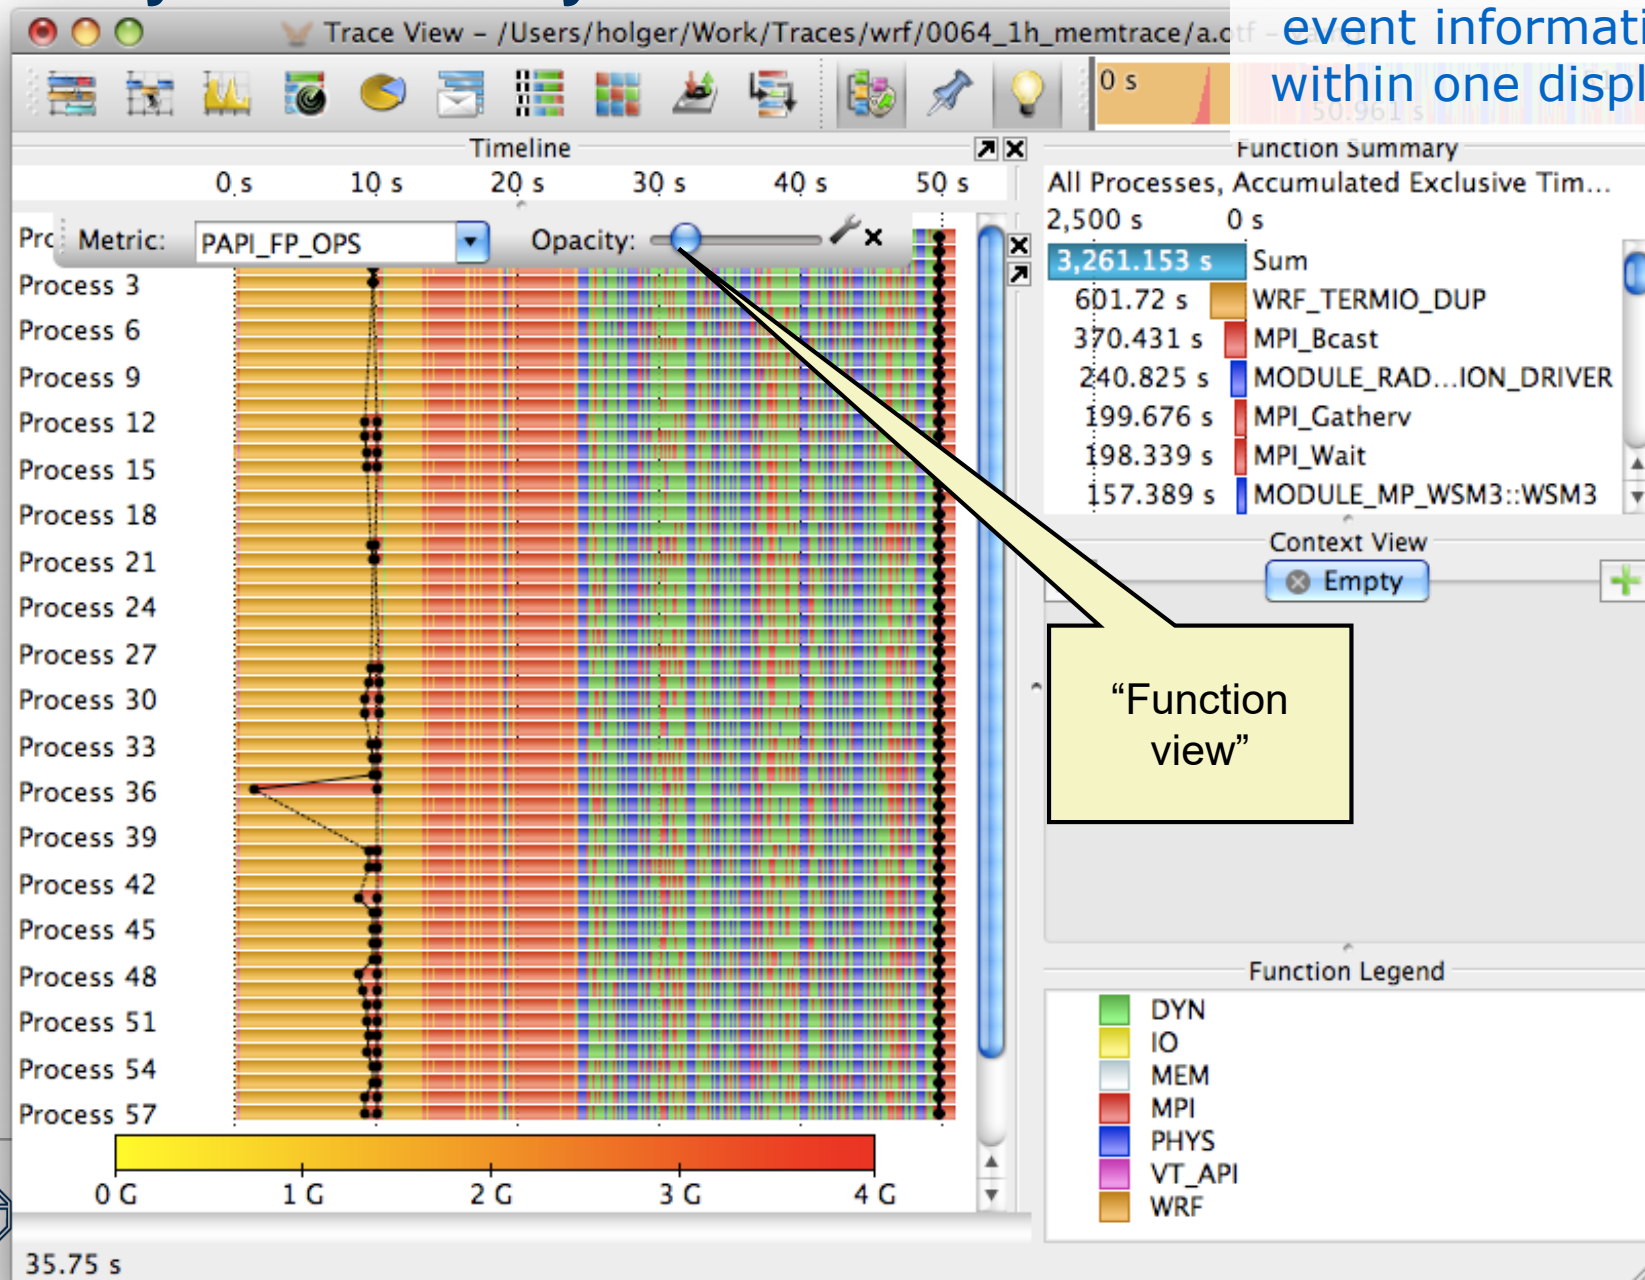 Trace View – /Users/holger/Work/Traces/wrf/0064_1h_memtrace/a.otf –
event informati
within one displ
0 s
50.961 s
Timeline
0 s 10 s 20 s 30 s 40 s 50 s
Metric: PAPI_FP_OPS Opacity:
Process 3
Process 6
Process 9
Process 12
Process 15
Process 18
Process 21
Process 24
Process 27
Process 30
Process 33
Process 36
Process 39
Process 42
Process 45
Process 48
Process 51
Process 54
Process 57
0 G 1 G 2 G 3 G 4 G
35.75 s
Function Summary
All Processes, Accumulated Exclusive Tim...
2,500 s 0 s
3,261.153 s Sum
601.72 s WRF_TERMIO_DUP
370.431 s MPI_Bcast
240.825 s MODULE_RAD...ION_DRIVER
199.676 s MPI_Gatherv
198.339 s MPI_Wait
157.389 s MODULE_MP_WSM3::WSM3
Context View
Empty
“Function
view”
Function Legend
DYN
IO
MEM
MPI
PHYS
VT_API
WRF